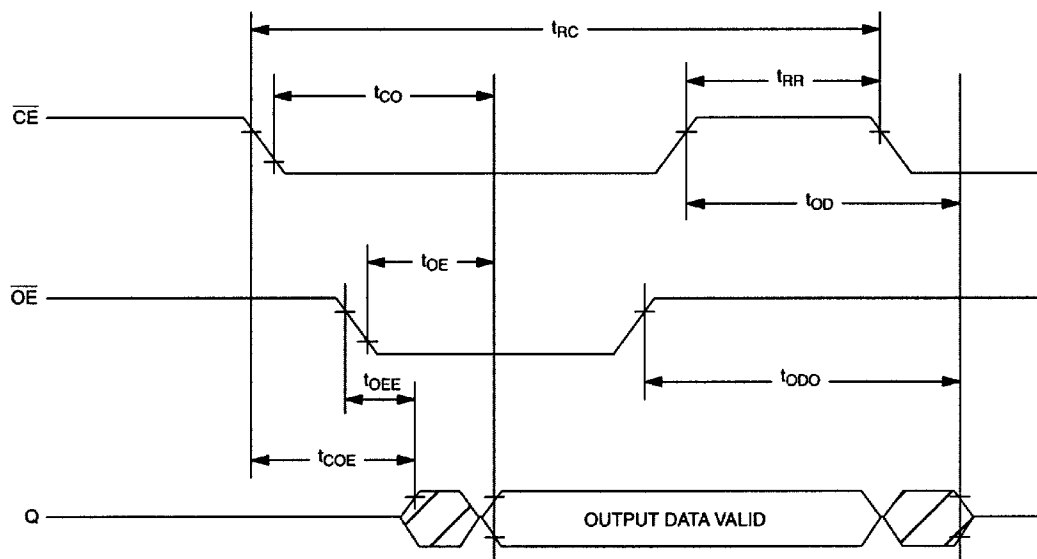 tRC
tRR
tCO
CE
tOD
tOE
OE
tODO
tOEE
tCOE
Q
OUTPUT DATA VALID